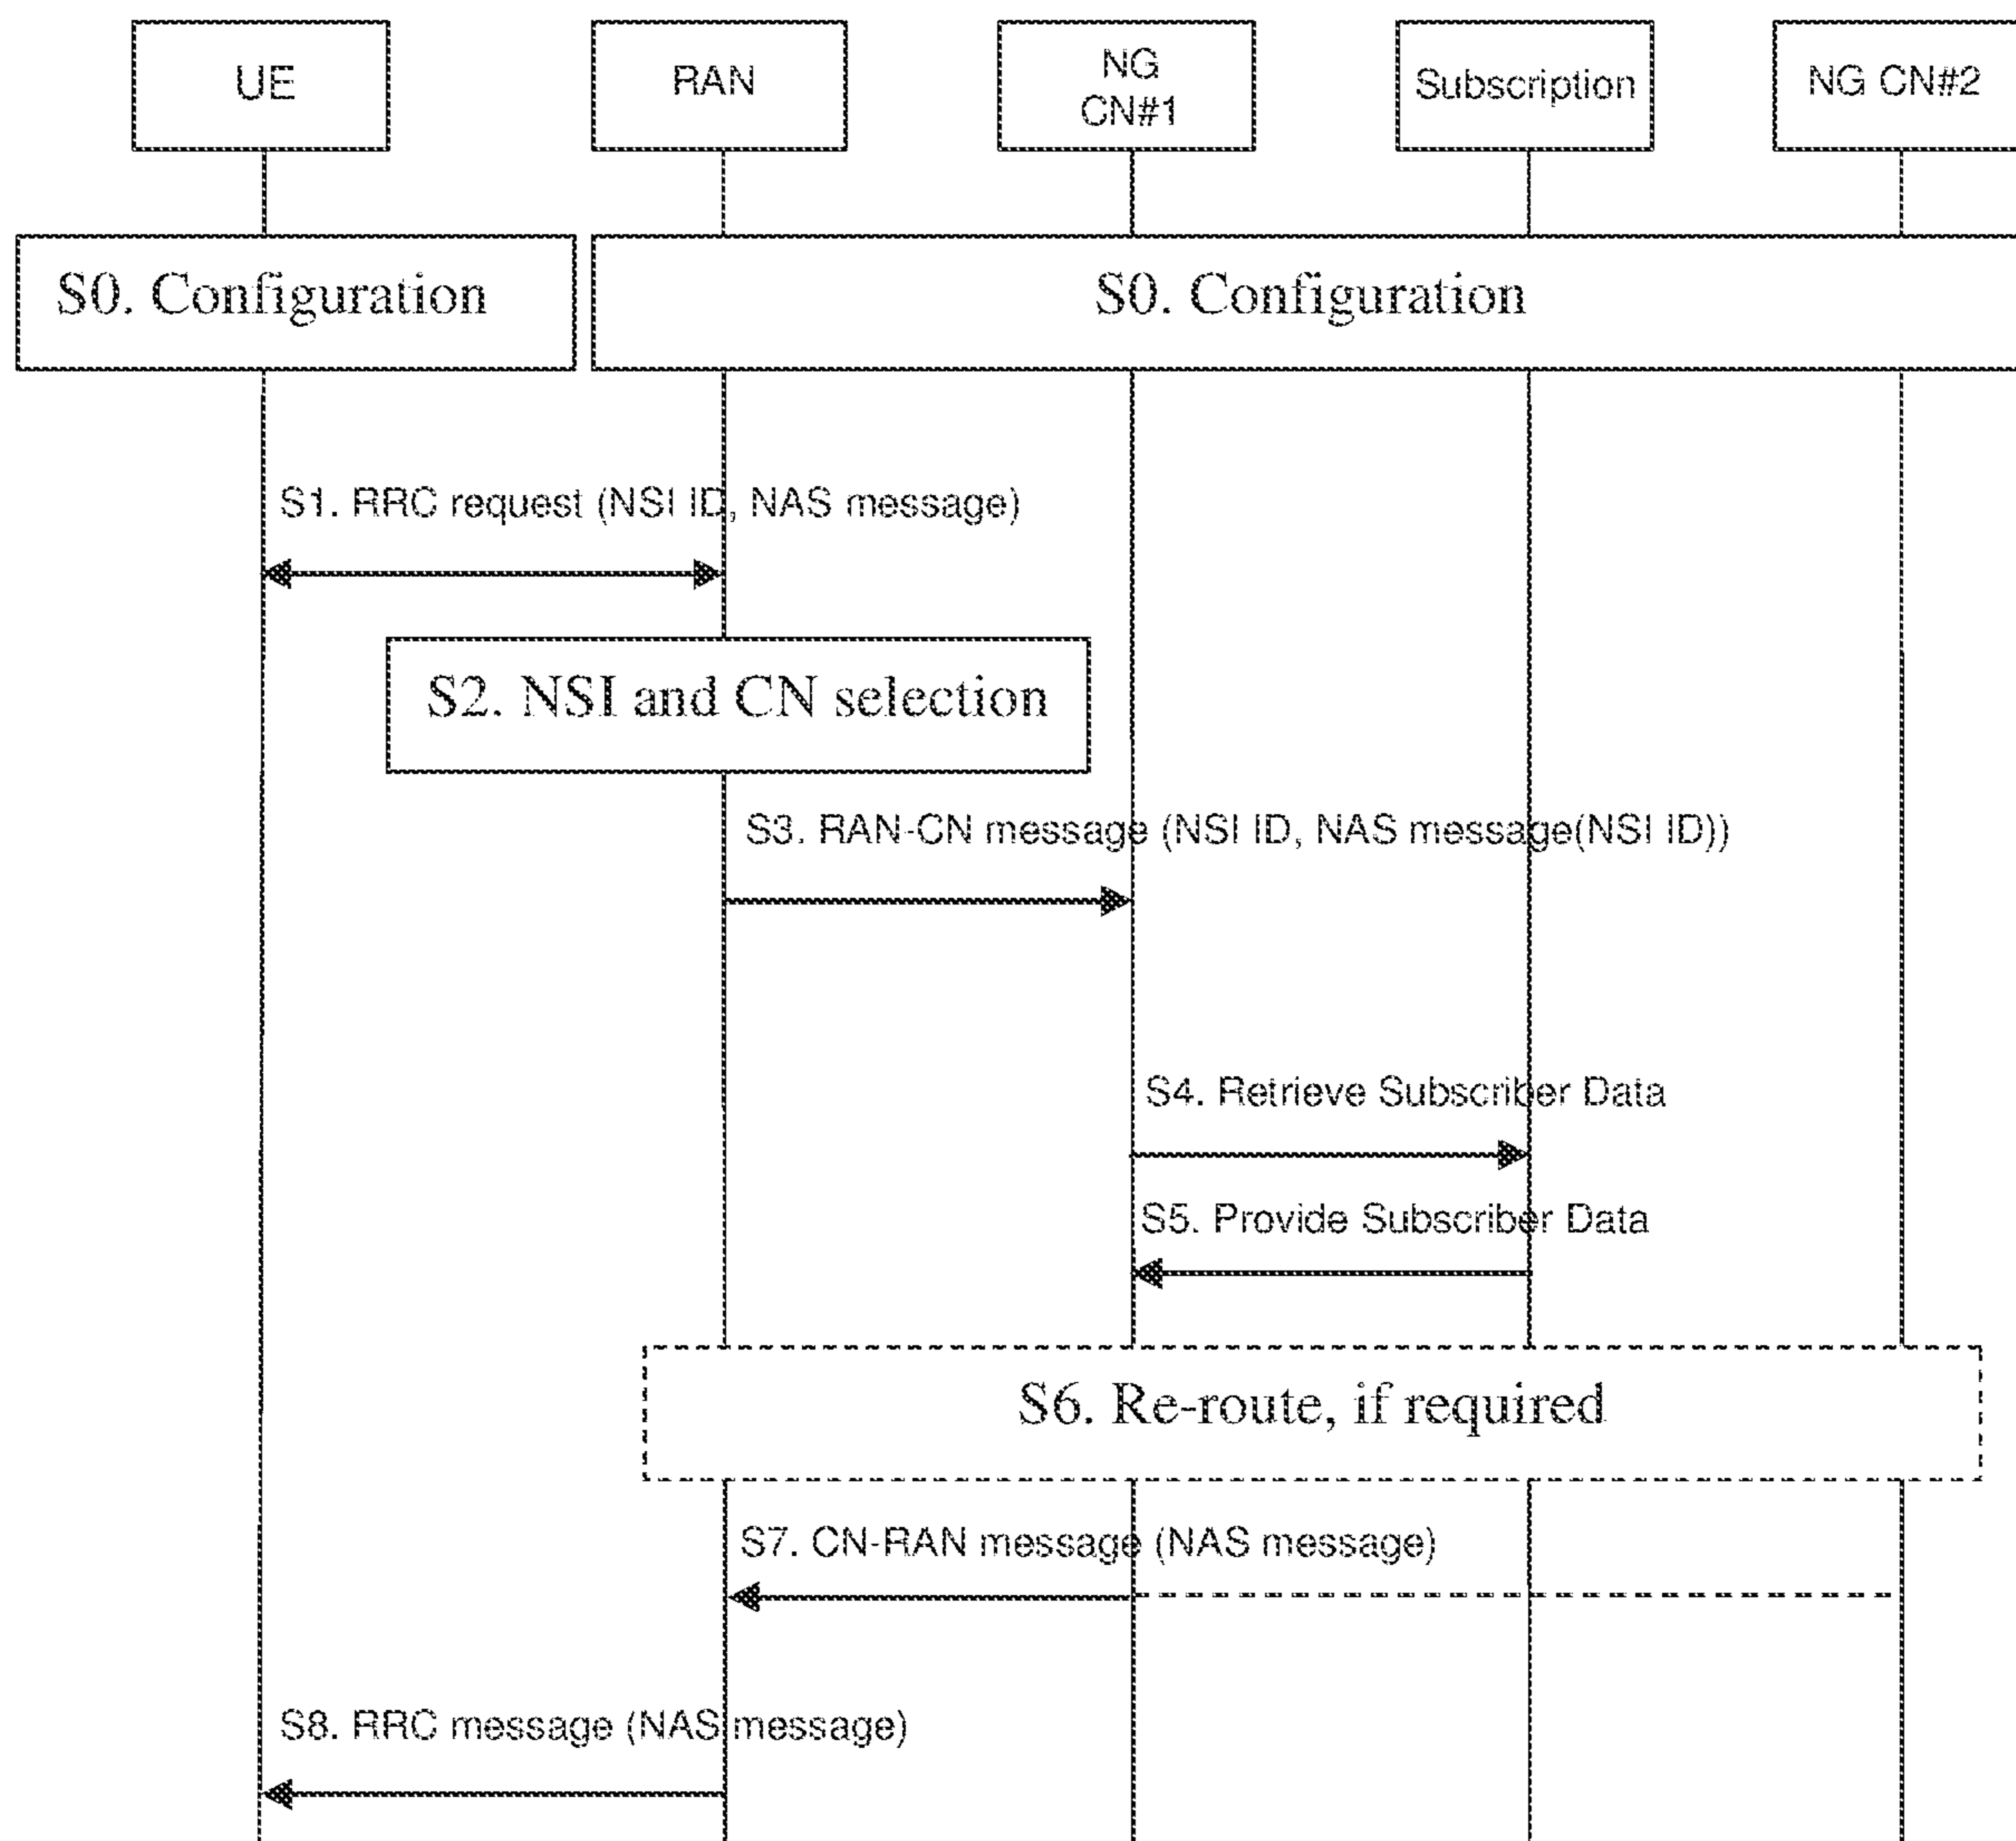 UE
RAN
NG
CN#1
Subscription
NG CN#2
S0. Configuration
S0. Configuration
S1. RRC request (NSI ID, NAS message)
S2. NSI and CN selection
S3. RAN-CN message (NSI ID, NAS message(NSI ID))
S4. Retrieve Subscriber Data
S5. Provide Subscriber Data
S6. Re-route, if required
S7. CN-RAN message (NAS message)
S8. RRC message (NAS message)